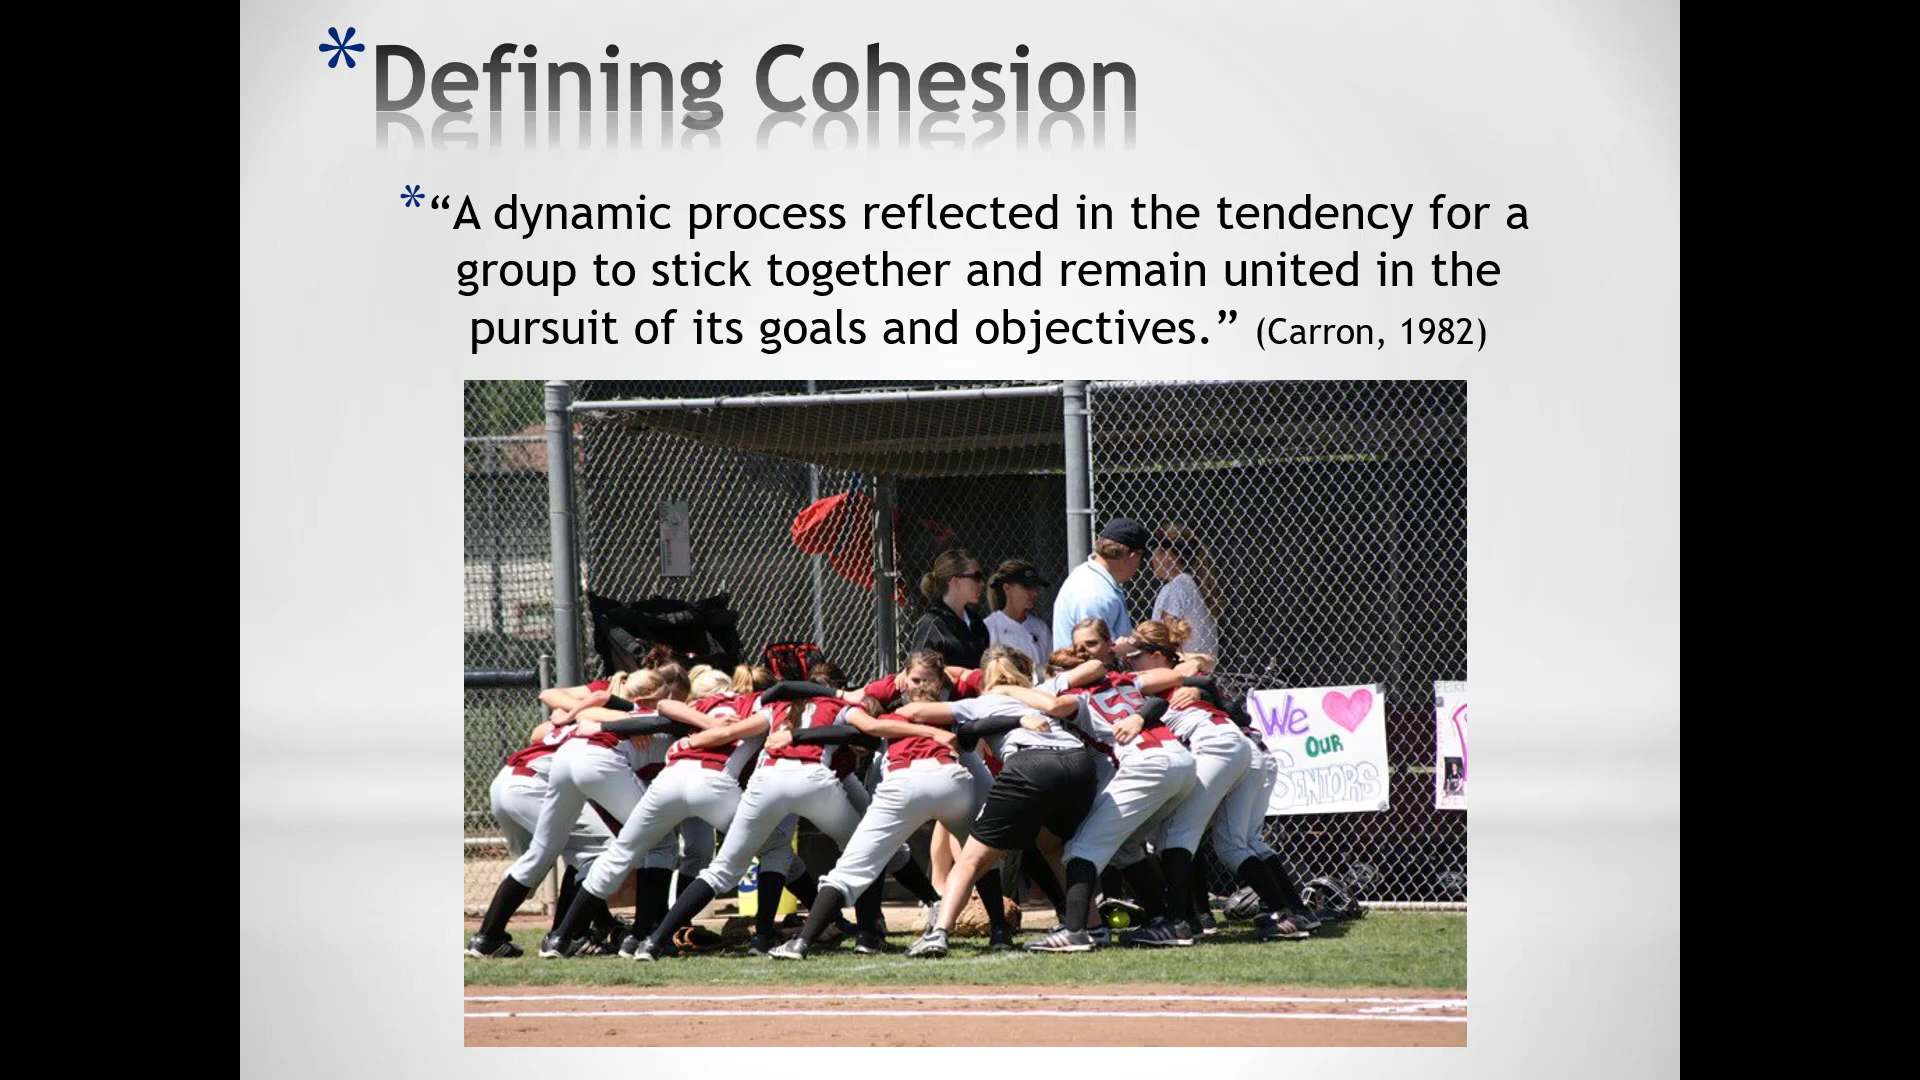 *Defining Cohesion
*“A dynamic process reflected in the tendency for a
group to stick together and remain united in the
pursuit of its goals and objectives.” (Carron, 1982)
55
We
OUR
SENIORS